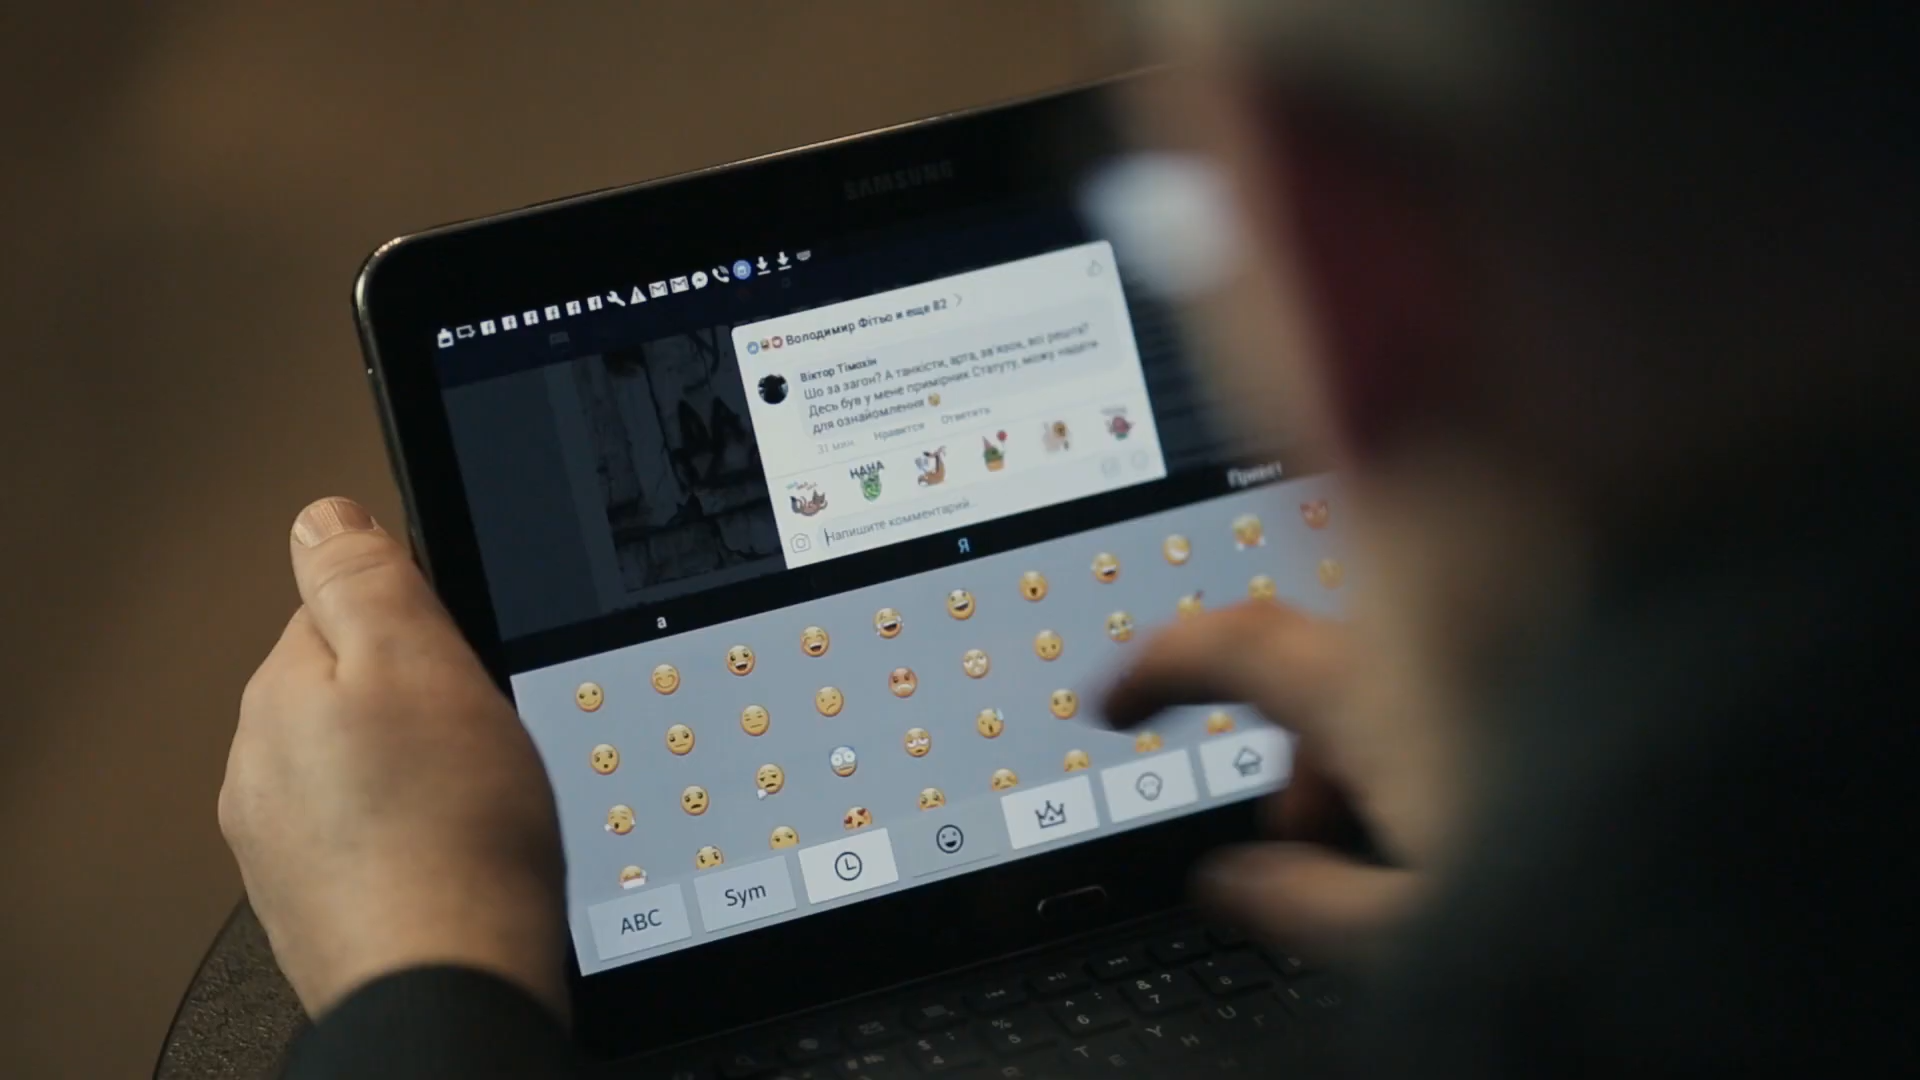 SAMSUNG
Володимир Фітьо и еще 82
Віктор Тімохін
Шо за загон? А танкісти, арта, зв'язок, всі решта?
Десь був у мене примірник Статуту, можу надати
для ознайомлення
31 мин Нравится Ответить
HAHA
Напишите комментарий...
а Я Привет
ABC Sym